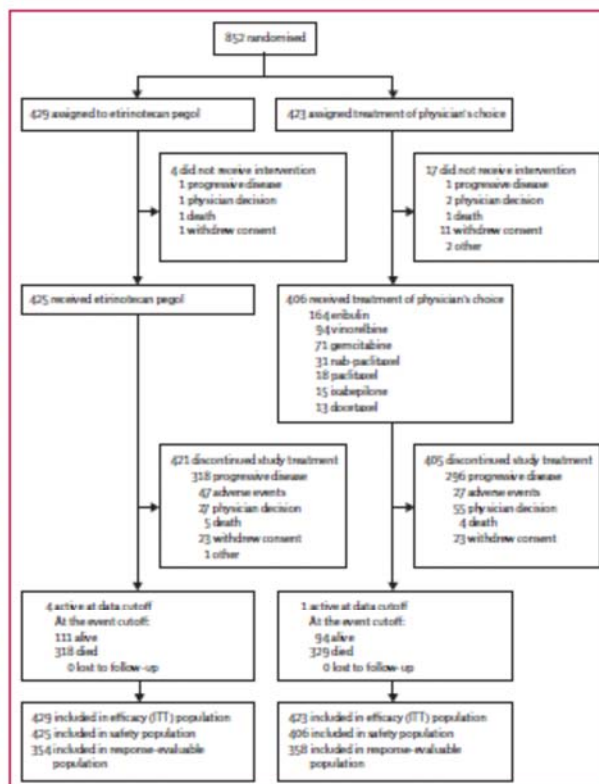 852 randomised
429 assigned to etirinotecan pegol
423 assigned treatment of physician's choice
4 did not receive intervention
1 progressive disease
1 physician decision
1 death
1 withdrew consent
17 did not receive intervention
1 progressive disease
2 physician decision
1 death
11 withdrew consent
2 other
425 received etirinotecan pegol
406 received treatment of physician's choice
164 eribulin
94 vinorelbine
71 gemcitabine
31 nab-paclitaxel
18 paclitaxel
15 ixabepilone
13 docetaxel
421 discontinued study treatment
318 progressive disease
47 adverse events
27 physician decision
5 death
23 withdrew consent
1 other
405 discontinued study treatment
296 progressive disease
27 adverse events
55 physician decision
4 death
23 withdrew consent
4 active at data cutoff
At the event cutoff:
111 alive
318 died
0 lost to follow-up
1 active at data cutoff
At the event cutoff:
94 alive
329 died
0 lost to follow-up
429 included in efficacy (ITT) population
425 included in safety population
354 included in response-evaluable
population
423 included in efficacy (ITT) population
406 included in safety population
358 included in response-evaluable
population